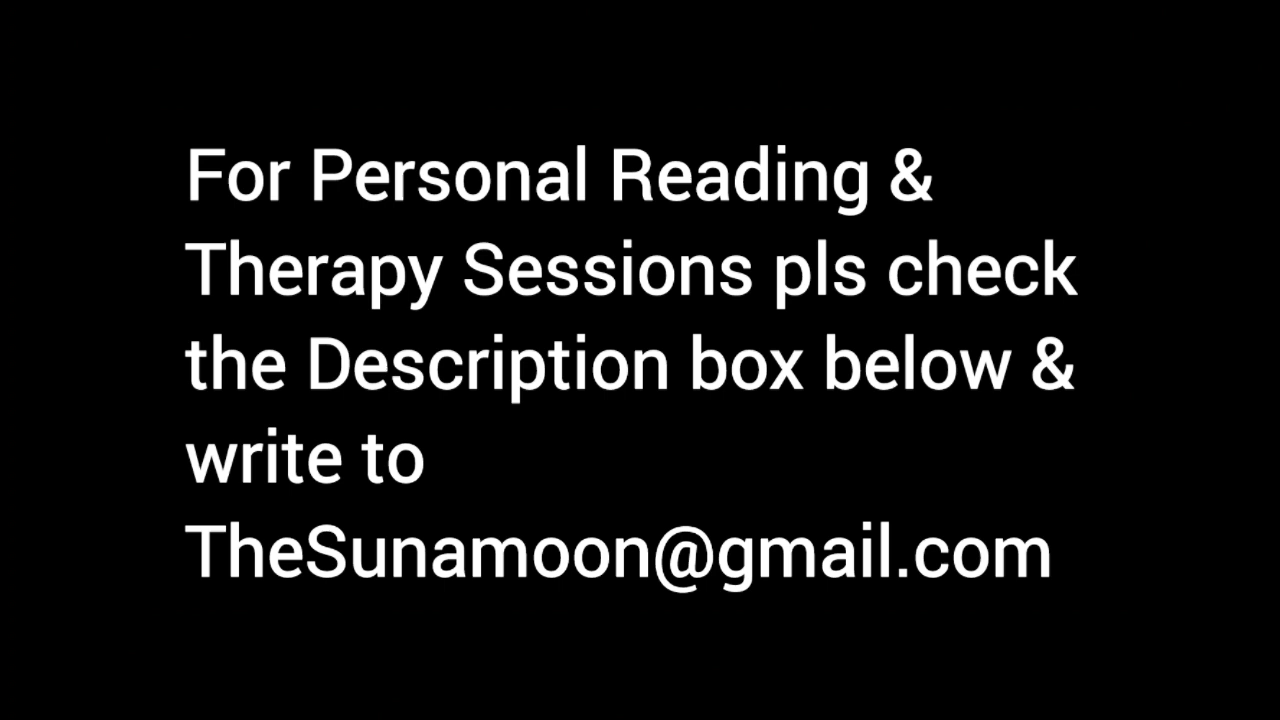 For Personal Reading &
Therapy Sessions pls check
the Description box below &
write to
TheSunamoon@gmail.com